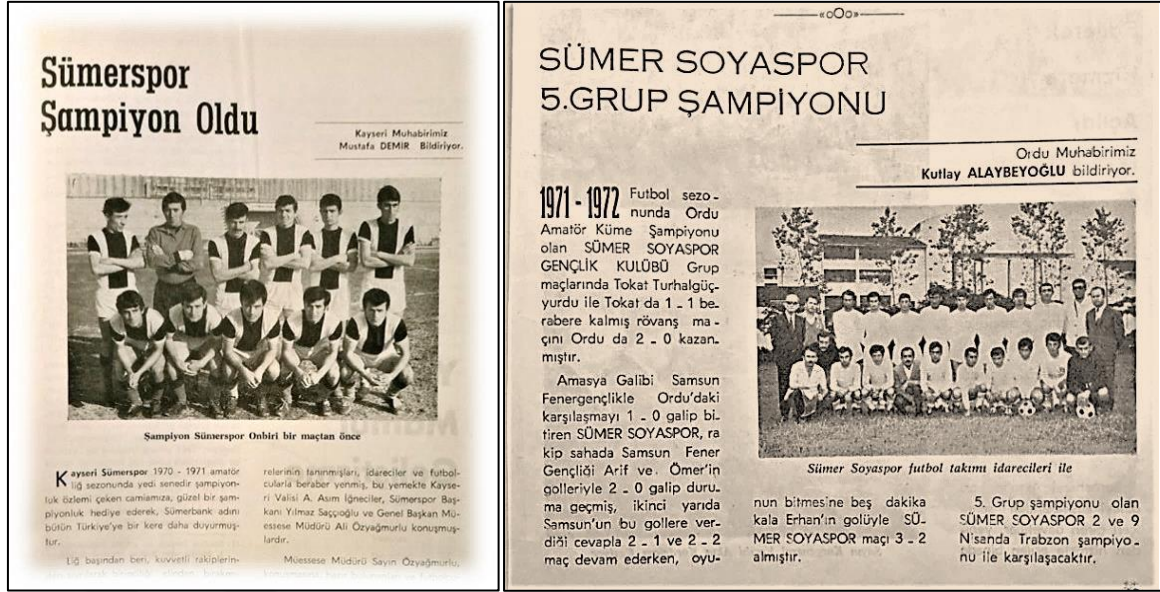 Sümerspor
Şampiyon Oldu
Kayseri Muhabirimiz
Mustafa DEMİR Bildiriyor.
Şampiyon Sümerspor Onbiri bir maçtan önce
Kayseri Sümerspor 1970 - 1971 amatör
liğ sezonunda yedi senedir şampiyon-
luk özlemi çeken camiamıza, güzel bir şam-
piyonluk hediye ederek, Sümerbank adını
bütün Türkiye'ye bir kere daha duyurmuş-
tur.
Liğ başından beri, kuvvetli rakiplerin-
relerinin tanınmışları, idareciler ve futbol-
cularla beraber yenmiş, bu yemekte Kayse-
ri Valisi A. Asım İğneciler, Sümerspor Baş-
kanı Yılmaz Saççıoğlu ve Genel Başkan Mü-
essese Müdürü Ali Özyağmurlu konuşmuş-
lardır.
Müessese Müdürü Sayın Özyağmurlu,
«oOo»
SÜMER SOYASPOR
5.GRUP ŞAMPİYONU
Ordu Muhabirimiz
Kutlay ALAYBEYOĞLU bildiriyor.
1971 - 1972 Futbol sezo-
nunda Ordu
Amatör Küme Şampiyonu
olan SÜMER SOYASPOR
GENÇLİK KULÜBÜ Grup
maçlarında Tokat Turhalgüç-
yurdu ile Tokat da 1 - 1 be-
rabere kalmış rövanş ma-
çını Ordu da 2 - 0 kazan-
mıştır.
Amasya Galibi Samsun
Fenergençlikle Ordu'daki
karşılaşmayı 1 - 0 galip bi-
tiren SÜMER SOYASPOR, ra
kip sahada Samsun Fener
Gençliği Arif ve Ömer'in
golleriyle 2 - 0 galip duru-
ma geçmiş, ikinci yarıda
Samsun'un bu gollere ver-
diği cevapla 2 - 1 ve 2 - 2
maç devam ederken, oyu-
Sümer Soyaspor futbol takımı idarecileri ile
nun bitmesine beş dakika
kala Erhan'ın golüyle SÜ-
MER SOYASPOR maçı 3 - 2
almıştır.
5. Grup şampiyonu olan
SÜMER SOYASPOR 2 ve 9
Nisanda Trabzon şampiyo-
nu ile karşılaşacaktır.